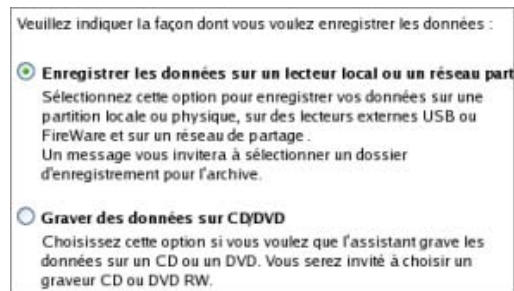 Veuillez indiquer la façon dont vous voulez enregistrer les données :
Enregistrer les données sur un lecteur local ou un réseau part
Sélectionnez cette option pour enregistrer vos données sur une
partition locale ou physique, sur des lecteurs externes USB ou
FireWare et sur un réseau de partage .
Un message vous invitera à sélectionner un dossier
d'enregistrement pour l'archive.
Graver des données sur CD/DVD
Choisissez cette option si vous voulez que l'assistant grave les
données sur un CD ou un DVD. Vous serez invité à choisir un
graveur CD ou DVD RW.